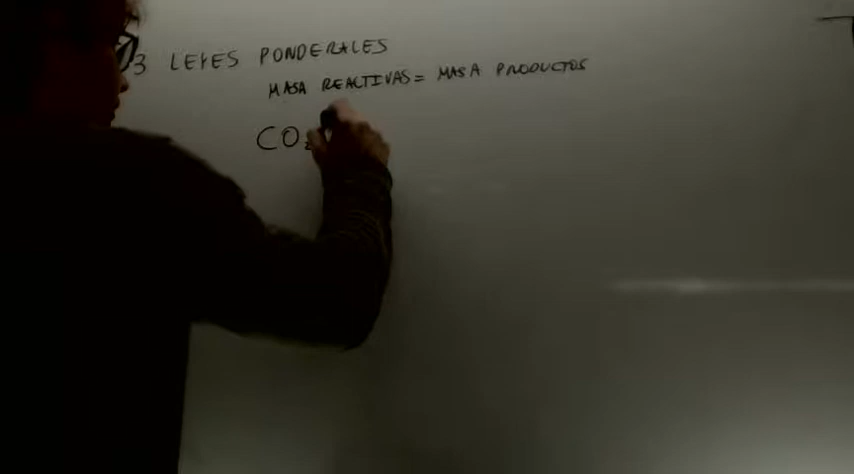 3 LEYES PONDERALES
MASA REACTIVAS = MASA PRODUCTOS
CO₂